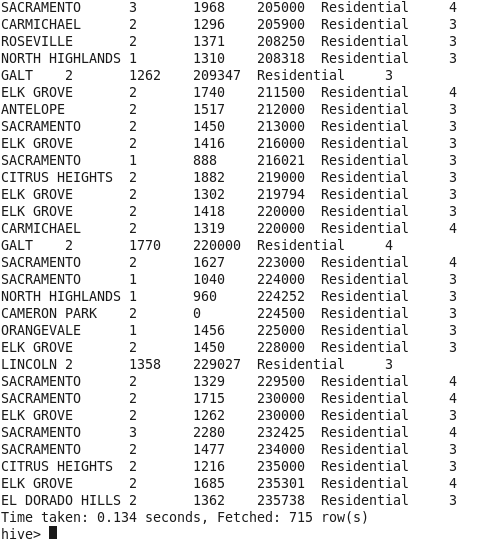 SACRAMENTO 3 1968 205000 Residential 4
CARMICHAEL 2 1296 205900 Residential 3
ROSEVILLE 2 1371 208250 Residential 3
NORTH HIGHLANDS 1 1310 208318 Residential 3
GALT 2 1262 209347 Residential 3
ELK GROVE 2 1740 211500 Residential 4
ANTELOPE 2 1517 212000 Residential 3
SACRAMENTO 2 1450 213000 Residential 3
ELK GROVE 2 1416 216000 Residential 3
SACRAMENTO 1 888 216021 Residential 3
CITRUS HEIGHTS 2 1882 219000 Residential 3
ELK GROVE 2 1302 219794 Residential 3
ELK GROVE 2 1418 220000 Residential 3
CARMICHAEL 2 1319 220000 Residential 4
GALT 2 1770 220000 Residential 4
SACRAMENTO 2 1627 223000 Residential 4
SACRAMENTO 1 1040 224000 Residential 3
NORTH HIGHLANDS 1 960 224252 Residential 3
CAMERON PARK 2 0 224500 Residential 3
ORANGEVALE 1 1456 225000 Residential 3
ELK GROVE 2 1450 228000 Residential 3
LINCOLN 2 1358 229027 Residential 3
SACRAMENTO 2 1329 229500 Residential 4
SACRAMENTO 2 1715 230000 Residential 4
ELK GROVE 2 1262 230000 Residential 3
SACRAMENTO 3 2280 232425 Residential 4
SACRAMENTO 2 1477 234000 Residential 3
CITRUS HEIGHTS 2 1216 235000 Residential 3
ELK GROVE 2 1685 235301 Residential 4
EL DORADO HILLS 2 1362 235738 Residential 3
Time taken: 0.134 seconds, Fetched: 715 row(s)
hive>